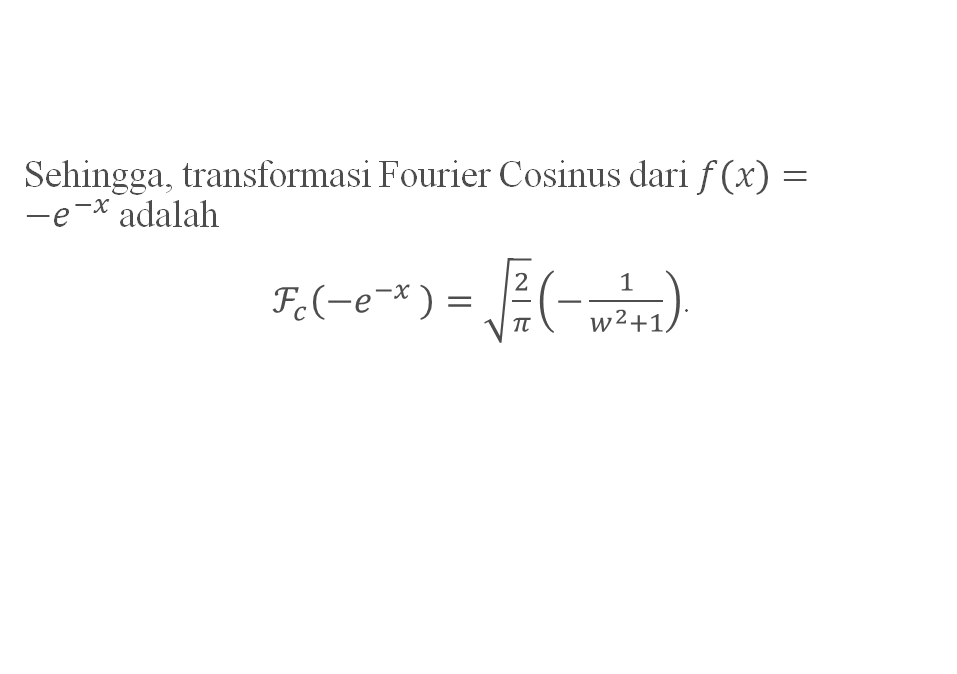 Sehingga, transformasi Fourier Cosinus dari f(x) =
−e^{−x} adalah
ℱ_c(−e^{−x}) = √(2/π) (− 1/(w²+1)).